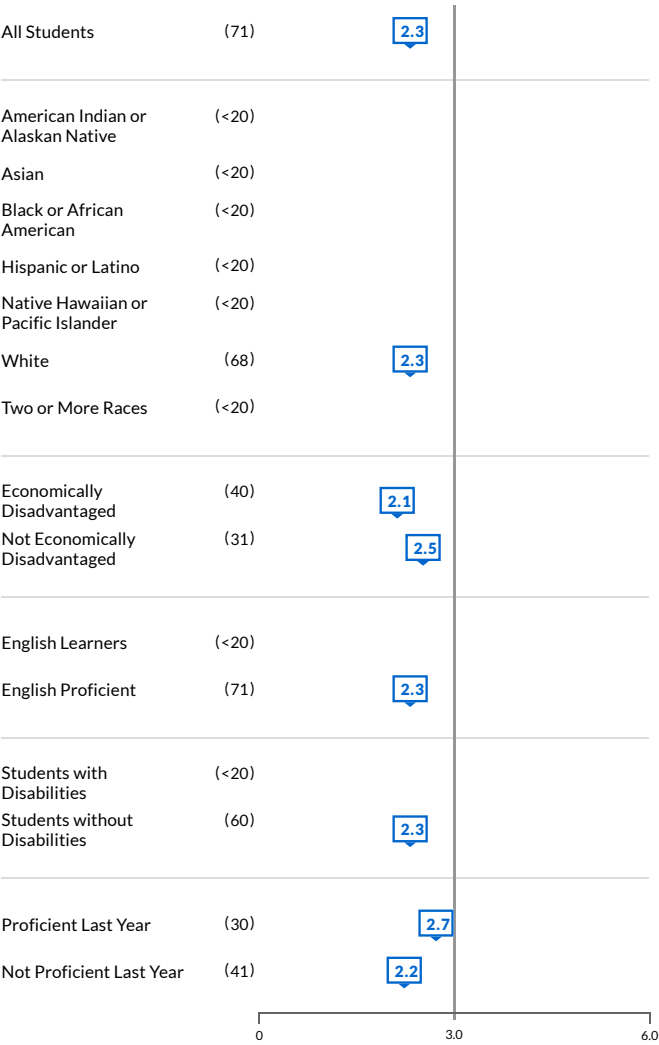 All Students (71) 2.3
American Indian or
Alaskan Native (<20)
Asian (<20)
Black or African
American (<20)
Hispanic or Latino (<20)
Native Hawaiian or
Pacific Islander (<20)
White (68) 2.3
Two or More Races (<20)
Economically
Disadvantaged (40) 2.1
Not Economically
Disadvantaged (31) 2.5
English Learners (<20)
English Proficient (71) 2.3
Students with
Disabilities (<20)
Students without
Disabilities (60) 2.3
Proficient Last Year (30) 2.7
Not Proficient Last Year (41) 2.2
0 3.0 6.0